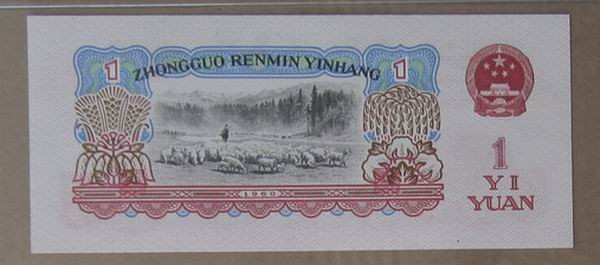 1 ZHONGGUO RENMIN YINHANG 1
1
YI
YUAN
1960